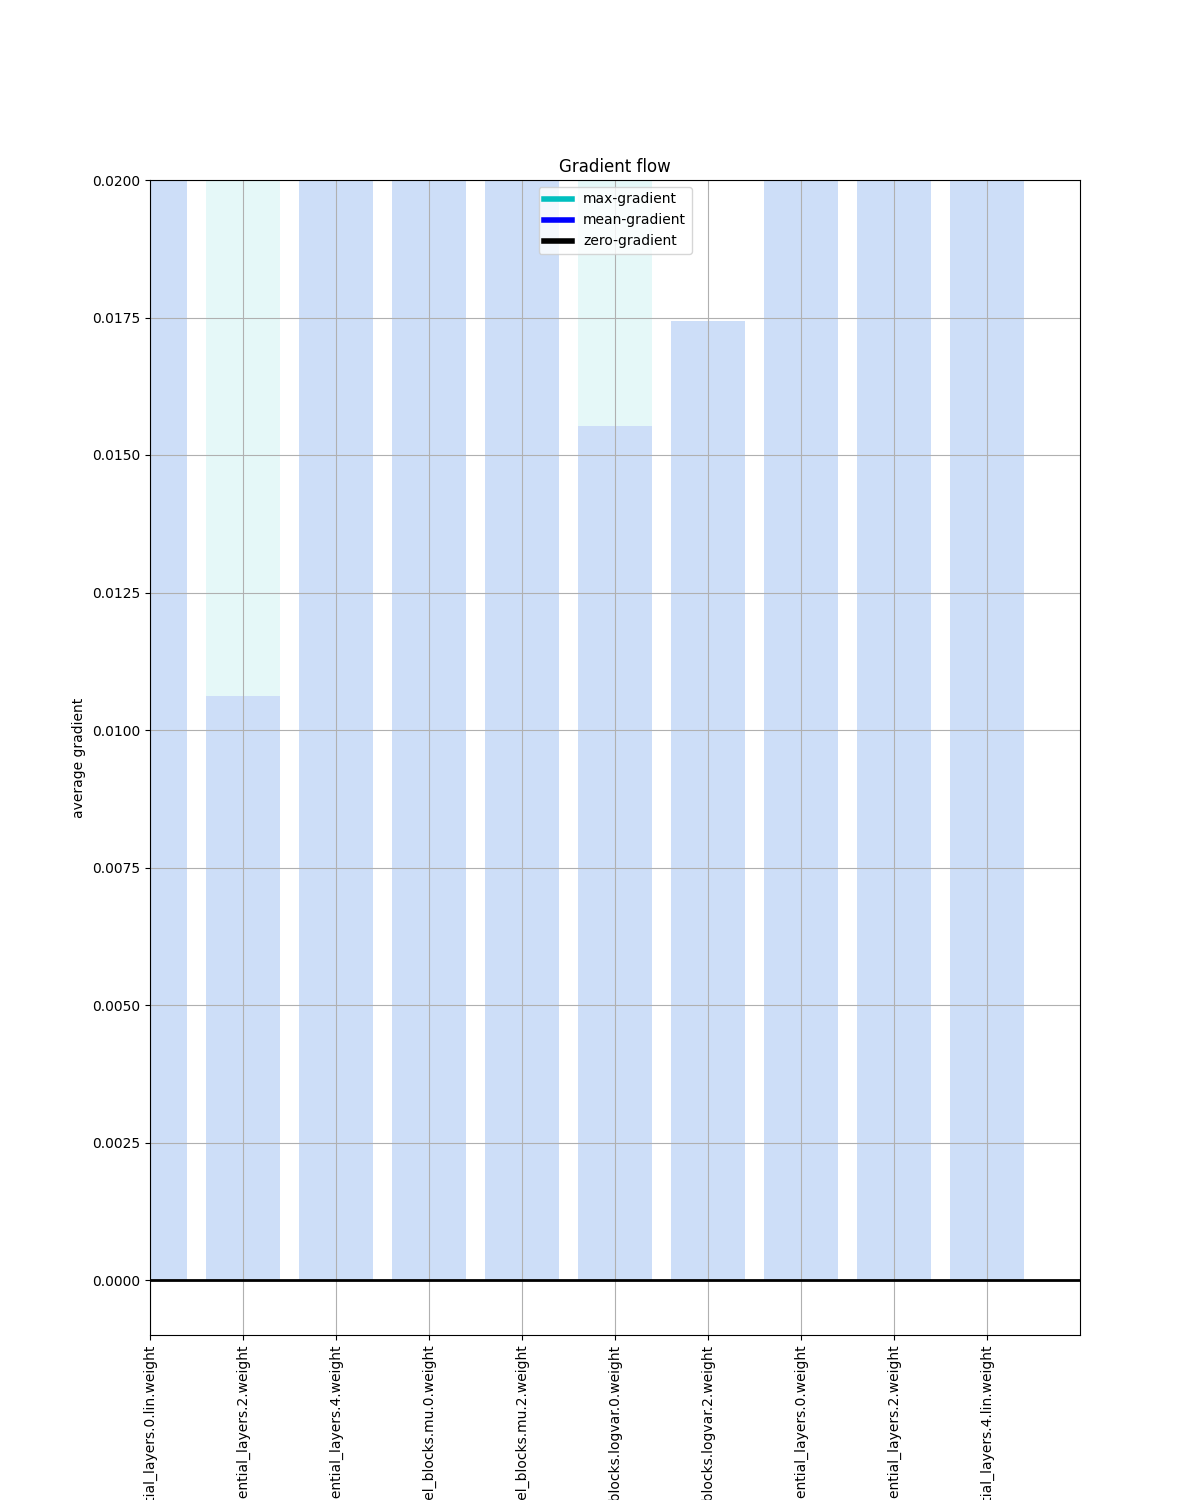 Gradient flow
max-gradient
mean-gradient
zero-gradient
average gradient
0.0200
0.0175
0.0150
0.0125
0.0100
0.0075
0.0050
0.0025
0.0000
tial_layers.0.lin.weight
ential_layers.2.weight
ential_layers.4.weight
el_blocks.mu.0.weight
el_blocks.mu.2.weight
blocks.logvar.0.weight
blocks.logvar.2.weight
ential_layers.0.weight
ential_layers.2.weight
tial_layers.4.lin.weight